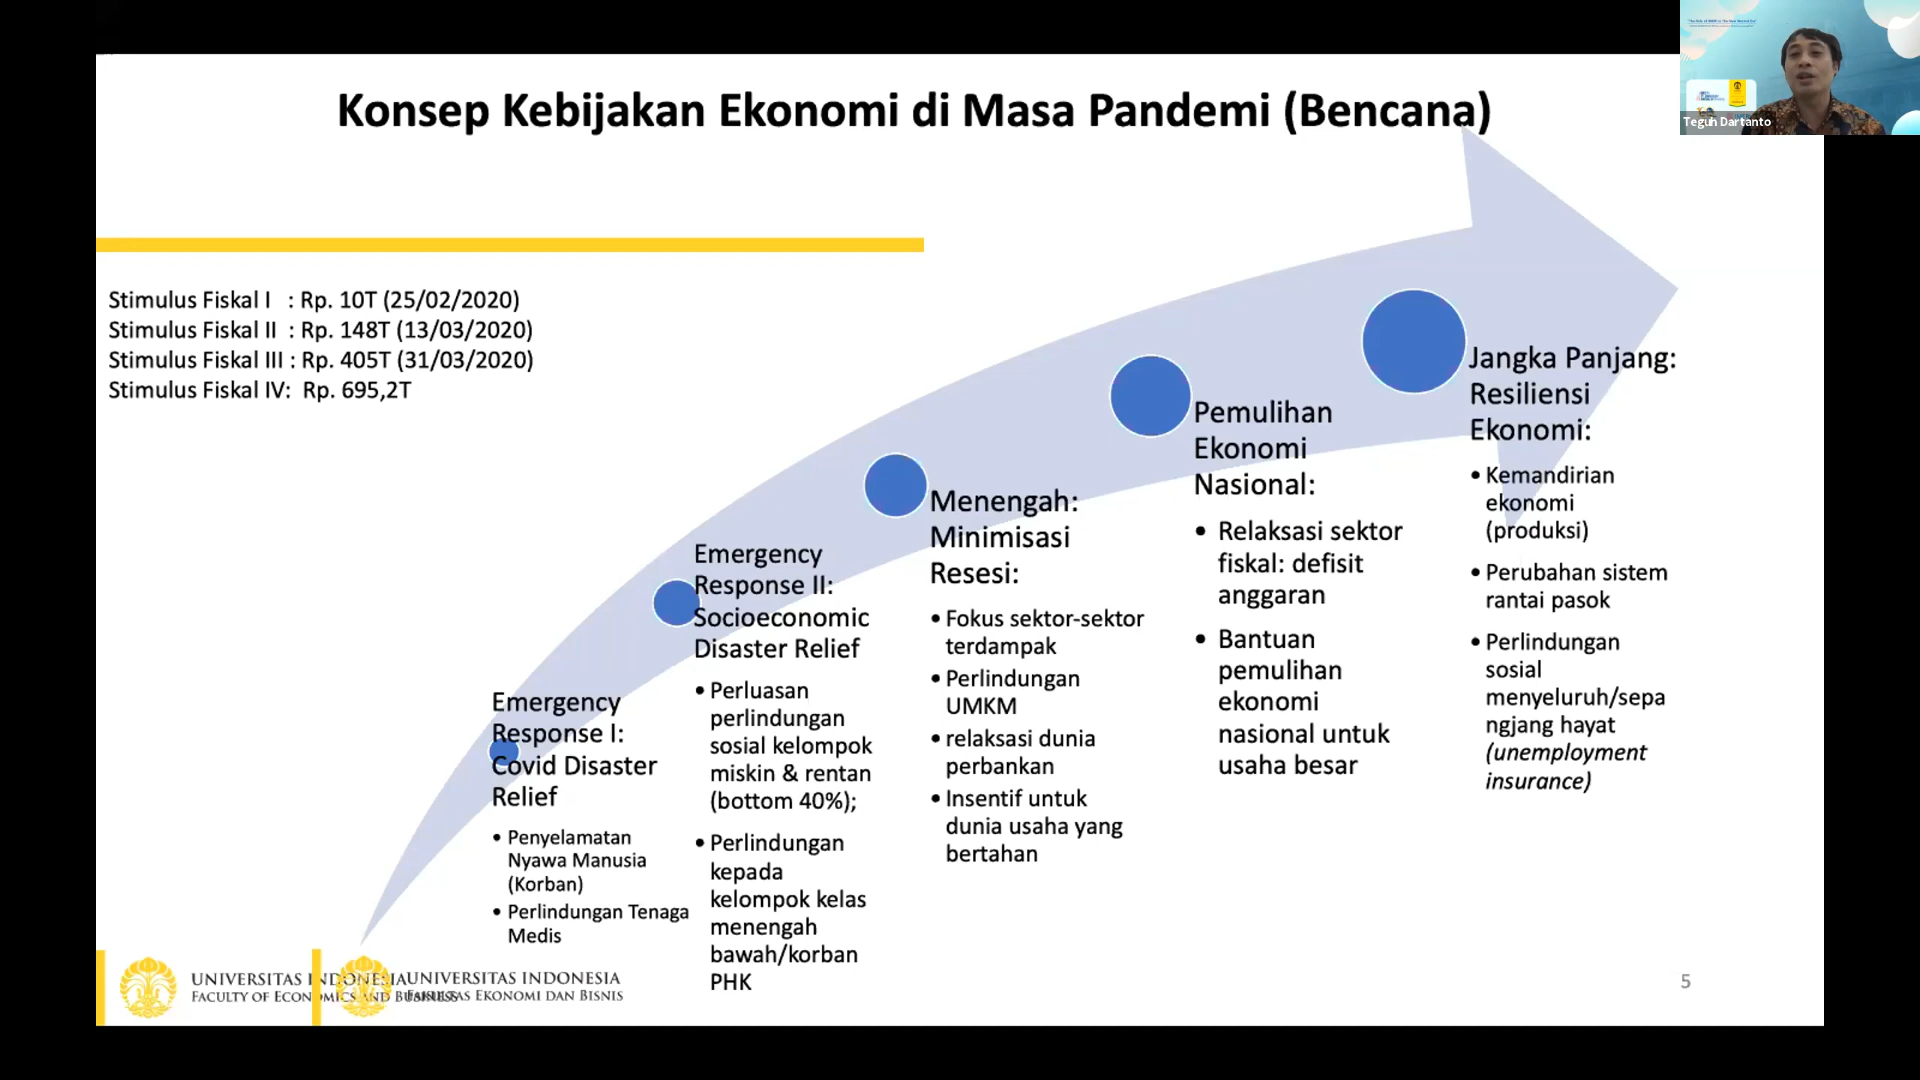 Konsep Kebijakan Ekonomi di Masa Pandemi (Bencana)
Teguh Dartanto
Stimulus Fiskal I : Rp. 10T (25/02/2020)
Stimulus Fiskal II : Rp. 148T (13/03/2020)
Stimulus Fiskal III : Rp. 405T (31/03/2020)
Stimulus Fiskal IV: Rp. 695,2T
Emergency
Response I:
Covid Disaster
Relief
• Penyelamatan
Nyawa Manusia
(Korban)
• Perlindungan Tenaga
Medis
Emergency
Response II:
Socioeconomic
Disaster Relief
• Perluasan
perlindungan
sosial kelompok
miskin & rentan
(bottom 40%);
• Perlindungan
kepada
kelompok kelas
menengah
bawah/korban
PHK
Menengah:
Minimisasi
Resesi:
• Fokus sektor-sektor
terdampak
• Perlindungan
UMKM
• relaksasi dunia
perbankan
• Insentif untuk
dunia usaha yang
bertahan
Pemulihan
Ekonomi
Nasional:
• Relaksasi sektor
fiskal: defisit
anggaran
• Bantuan
pemulihan
ekonomi
nasional untuk
usaha besar
Jangka Panjang:
Resiliensi
Ekonomi:
• Kemandirian
ekonomi
(produksi)
• Perubahan sistem
rantai pasok
• Perlindungan
sosial
menyeluruh/sepa
ngjang hayat
(unemployment
insurance)
UNIVERSITAS INDONESIA
FACULTY OF ECONOMICS AND BUSINESS
UNIVERSITAS INDONESIA
FAKULTAS EKONOMI DAN BISNIS
5